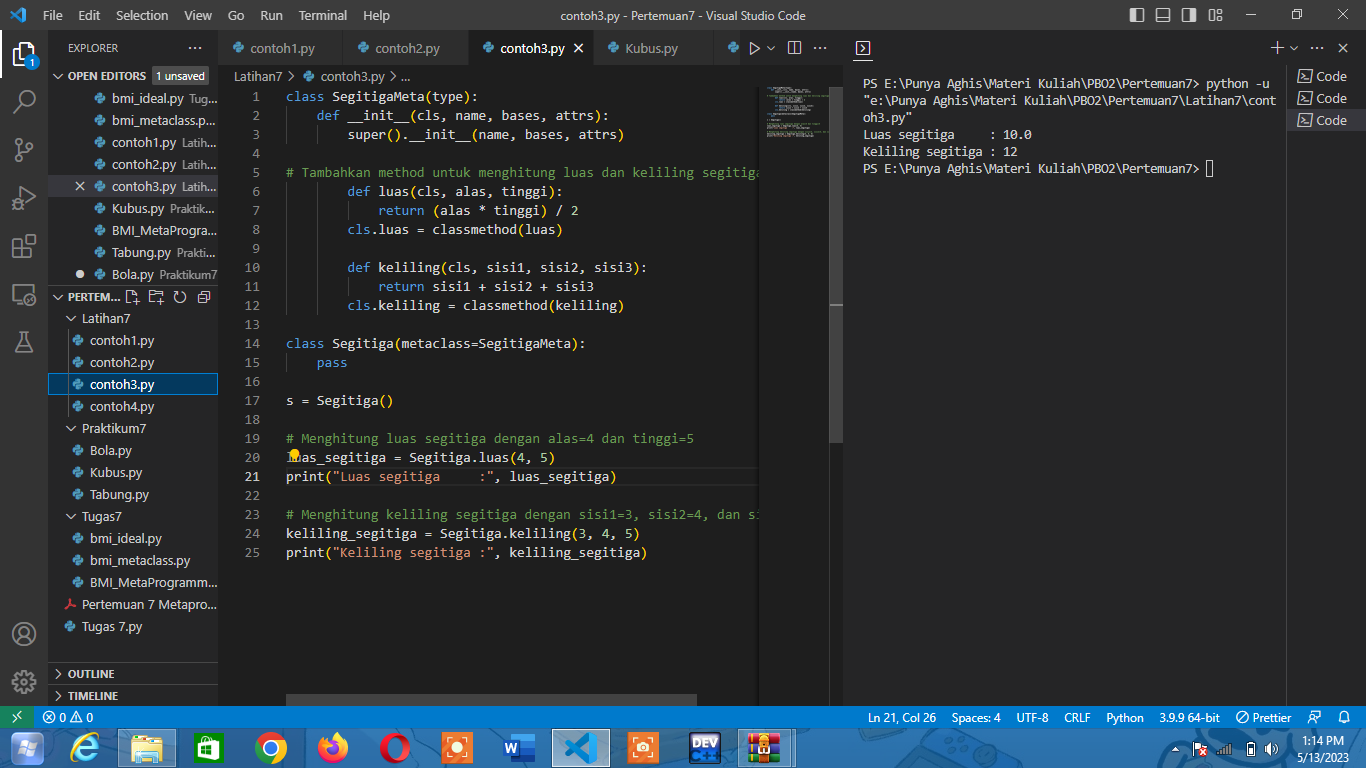 File Edit Selection View Go Run Terminal Help
contoh3.py - Pertemuan7 - Visual Studio Code
EXPLORER
OPEN EDITORS 1 unsaved
bmi_ideal.py Tug...
bmi_metaclass.p...
contoh1.py Latih...
contoh2.py Latih...
contoh3.py Latih...
Kubus.py Praktik...
BMI_MetaProgra...
Tabung.py Prakti...
Bola.py Praktikum7
PERTEM...
Latihan7
contoh1.py
contoh2.py
contoh3.py
contoh4.py
Praktikum7
Bola.py
Kubus.py
Tabung.py
Tugas7
bmi_ideal.py
bmi_metaclass.py
BMI_MetaProgramm...
Pertemuan 7 Metapro...
Tugas 7.py
OUTLINE
TIMELINE
contoh1.py contoh2.py contoh3.py Kubus.py
Latihan7 > contoh3.py > ...
1 class SegitigaMeta(type):
2     def __init__(cls, name, bases, attrs):
3         super().__init__(name, bases, attrs)
4
5 # Tambahkan method untuk menghitung luas dan keliling segitiga
6         def luas(cls, alas, tinggi):
7             return (alas * tinggi) / 2
8         cls.luas = classmethod(luas)
9
10         def keliling(cls, sisi1, sisi2, sisi3):
11             return sisi1 + sisi2 + sisi3
12         cls.keliling = classmethod(keliling)
13
14 class Segitiga(metaclass=SegitigaMeta):
15     pass
16
17 s = Segitiga()
18
19 # Menghitung luas segitiga dengan alas=4 dan tinggi=5
20 luas_segitiga = Segitiga.luas(4, 5)
21 print("Luas segitiga     :", luas_segitiga)
22
23 # Menghitung keliling segitiga dengan sisi1=3, sisi2=4, dan si
24 keliling_segitiga = Segitiga.keliling(3, 4, 5)
25 print("Keliling segitiga :", keliling_segitiga)
PS E:\Punya Aghis\Materi Kuliah\PBO2\Pertemuan7> python -u
"e:\Punya Aghis\Materi Kuliah\PBO2\Pertemuan7\Latihan7\cont
oh3.py"
Luas segitiga     : 10.0
Keliling segitiga : 12
PS E:\Punya Aghis\Materi Kuliah\PBO2\Pertemuan7>
Code
Code
Code
1
0 0
Ln 21, Col 26 Spaces: 4 UTF-8 CRLF Python 3.9.9 64-bit Prettier
W
DEV C++
1:14 PM
5/13/2023